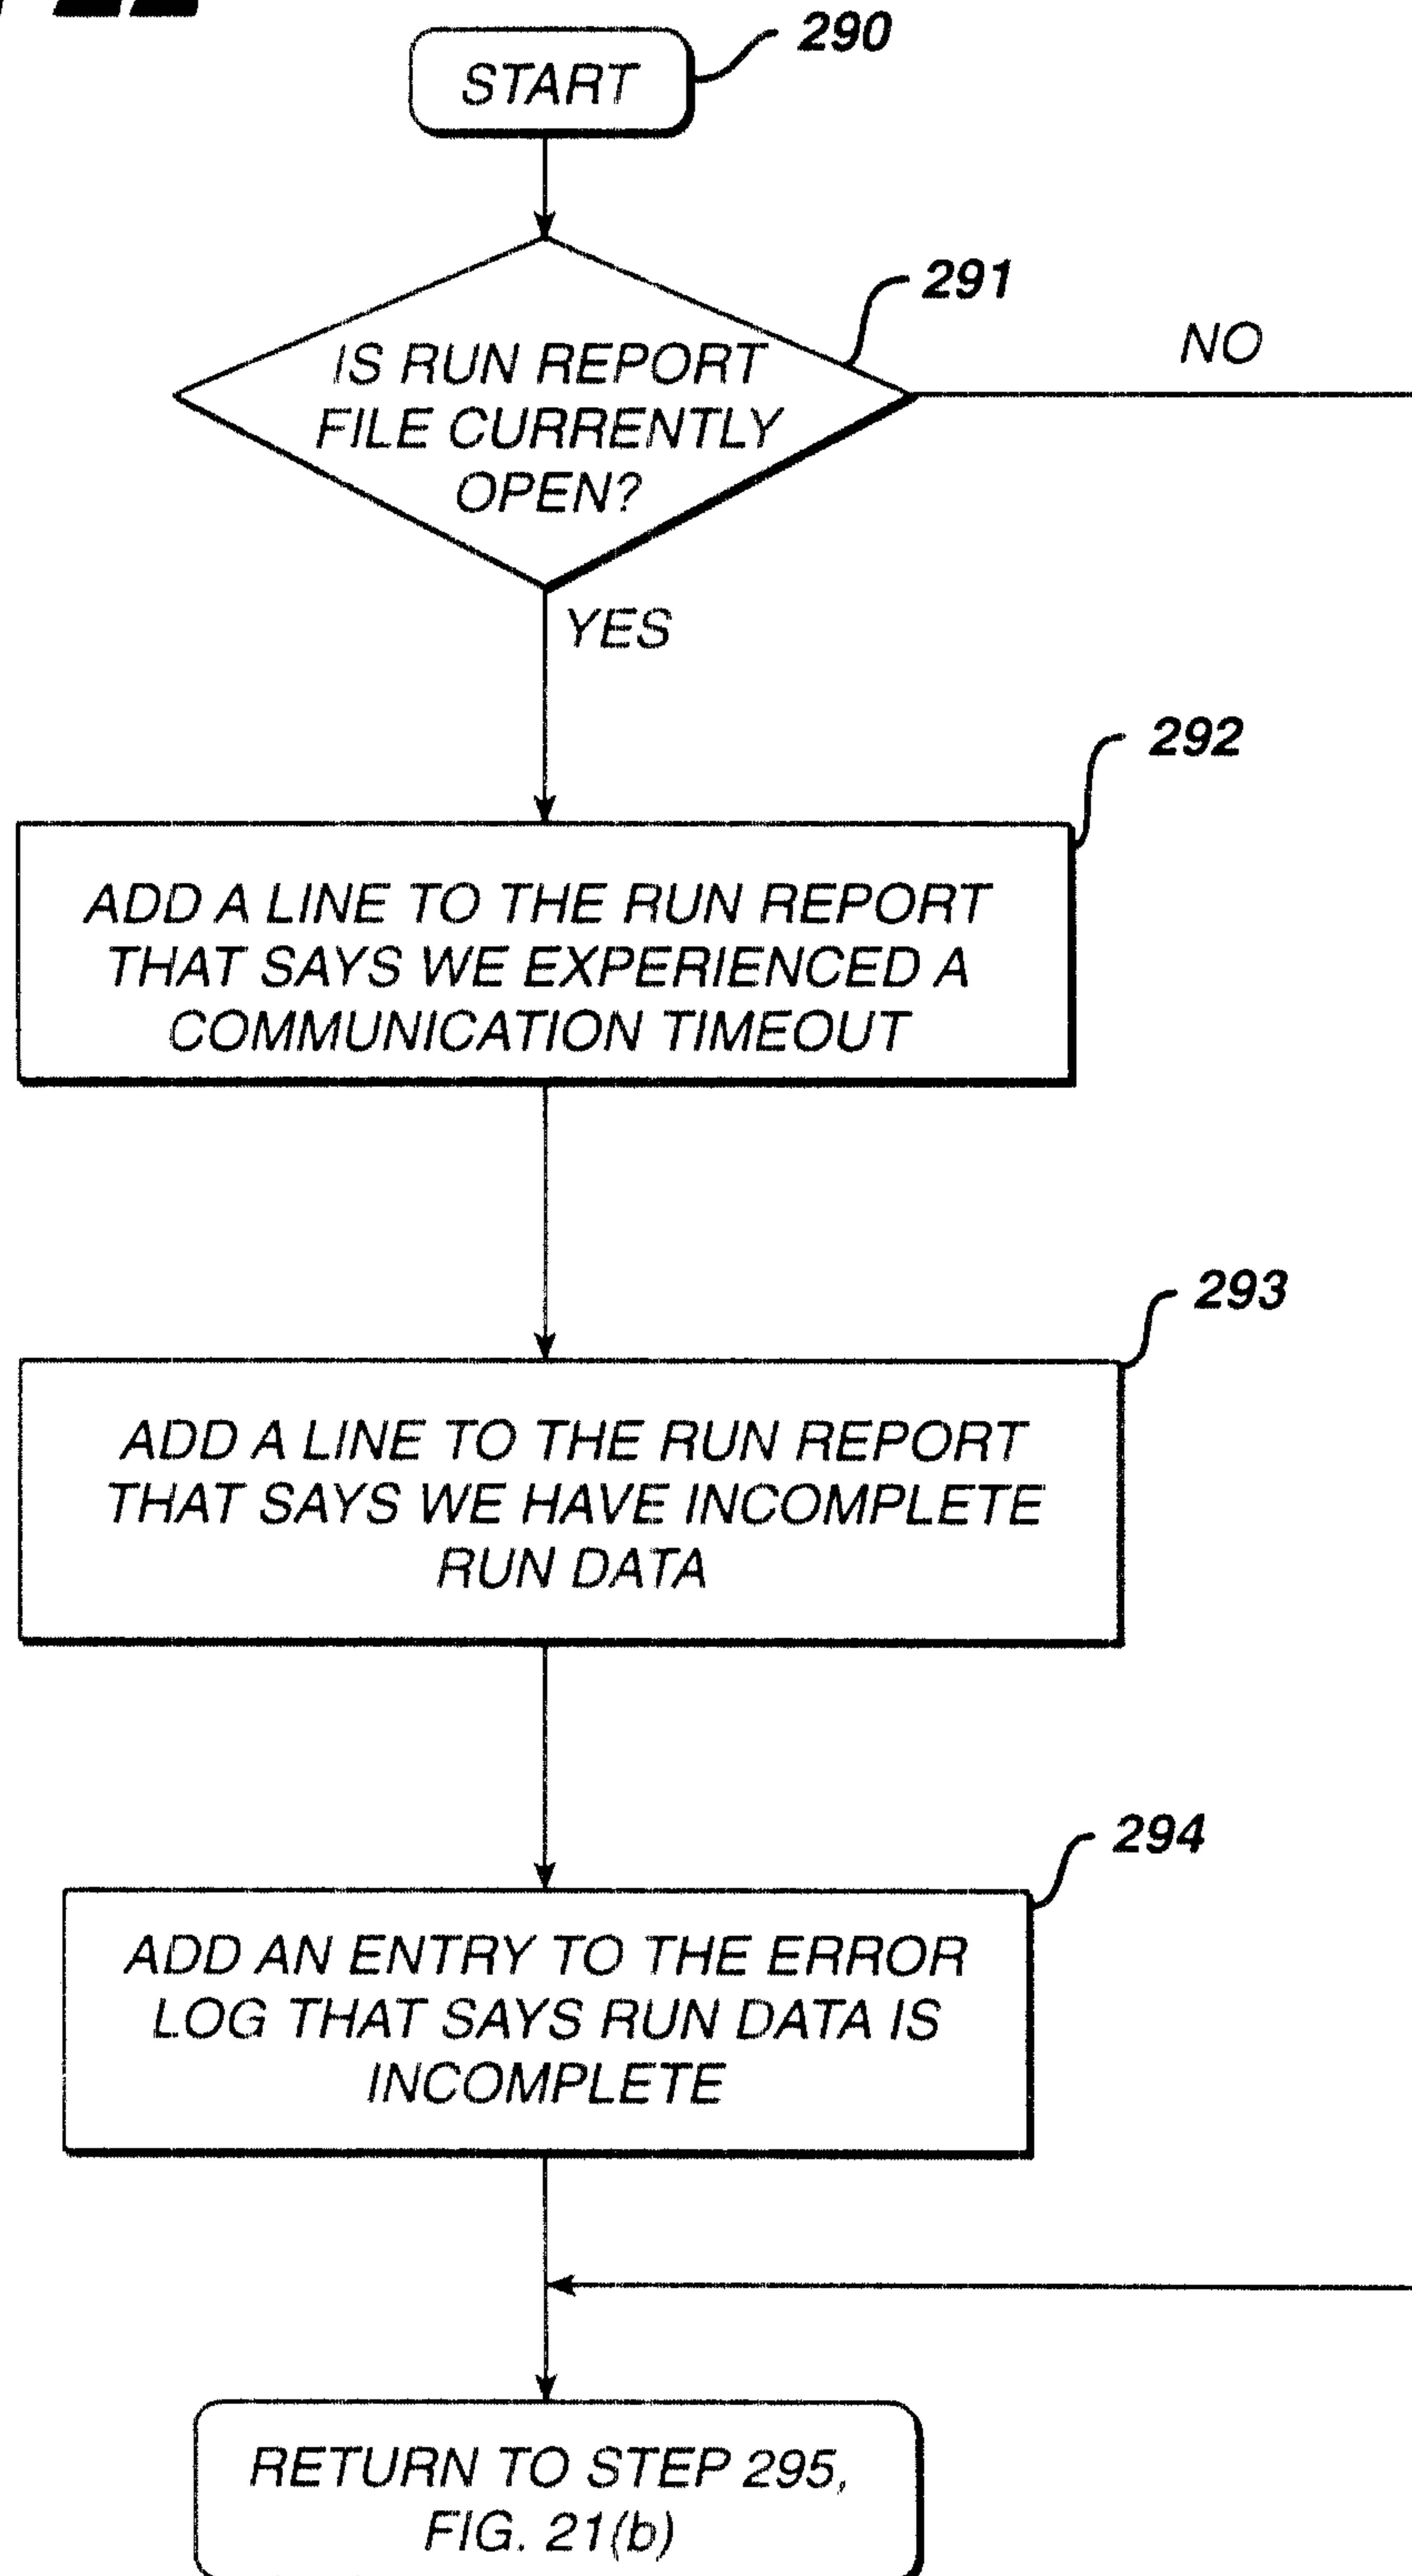 START
290
291
NO
IS RUN REPORT
FILE CURRENTLY
OPEN?
YES
292
ADD A LINE TO THE RUN REPORT
THAT SAYS WE EXPERIENCED A
COMMUNICATION TIMEOUT
293
ADD A LINE TO THE RUN REPORT
THAT SAYS WE HAVE INCOMPLETE
RUN DATA
294
ADD AN ENTRY TO THE ERROR
LOG THAT SAYS RUN DATA IS
INCOMPLETE
RETURN TO STEP 295,
FIG. 21(b)